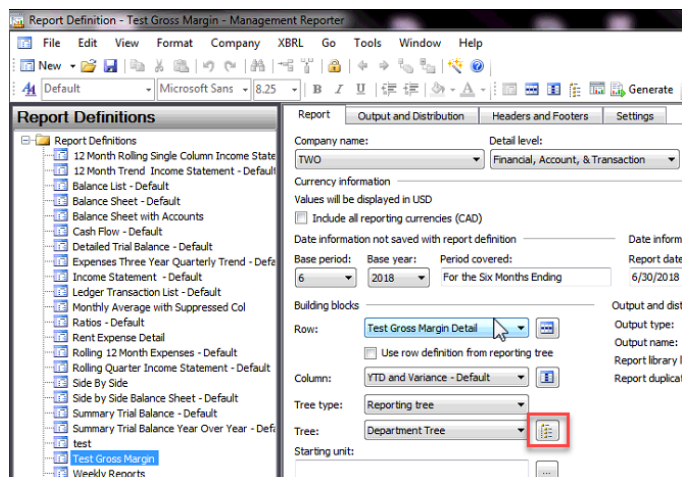 Report Definition - Test Gross Margin - Management Reporter
File Edit View Format Company XBRL Go Tools Window Help
New
Default Microsoft Sans 8.25 B I U A Generate
Report Definitions
Report Definitions
12 Month Rolling Single Column Income State
12 Month Trend Income Statement - Default
Balance List - Default
Balance Sheet - Default
Balance Sheet with Accounts
Cash Flow - Default
Detailed Trial Balance - Default
Expenses Three Year Quarterly Trend - Defa
Income Statement - Default
Ledger Transaction List - Default
Monthly Average with Suppressed Col
Ratios - Default
Rent Expense Detail
Rolling 12 Month Expenses - Default
Rolling Quarter Income Statement - Default
Side By Side
Side by Side Balance Sheet - Default
Summary Trial Balance - Default
Summary Trial Balance Year Over Year - Defa
test
Test Gross Margin
Weekly Reports
Report Output and Distribution Headers and Footers Settings
Company name: Detail level:
TWO Financial, Account, & Transaction
Currency information
Values will be displayed in USD
Include all reporting currencies (CAD)
Date information not saved with report definition Date inform
Base period: Base year: Period covered: Report date
6 2018 For the Six Months Ending 6/30/2018
Building blocks Output and dist
Row: Test Gross Margin Detail Output type:
Output name:
Use row definition from reporting tree
Report library l
Column: YTD and Variance - Default Report duplicat
Tree type: Reporting tree
Tree: Department Tree
Starting unit:
...